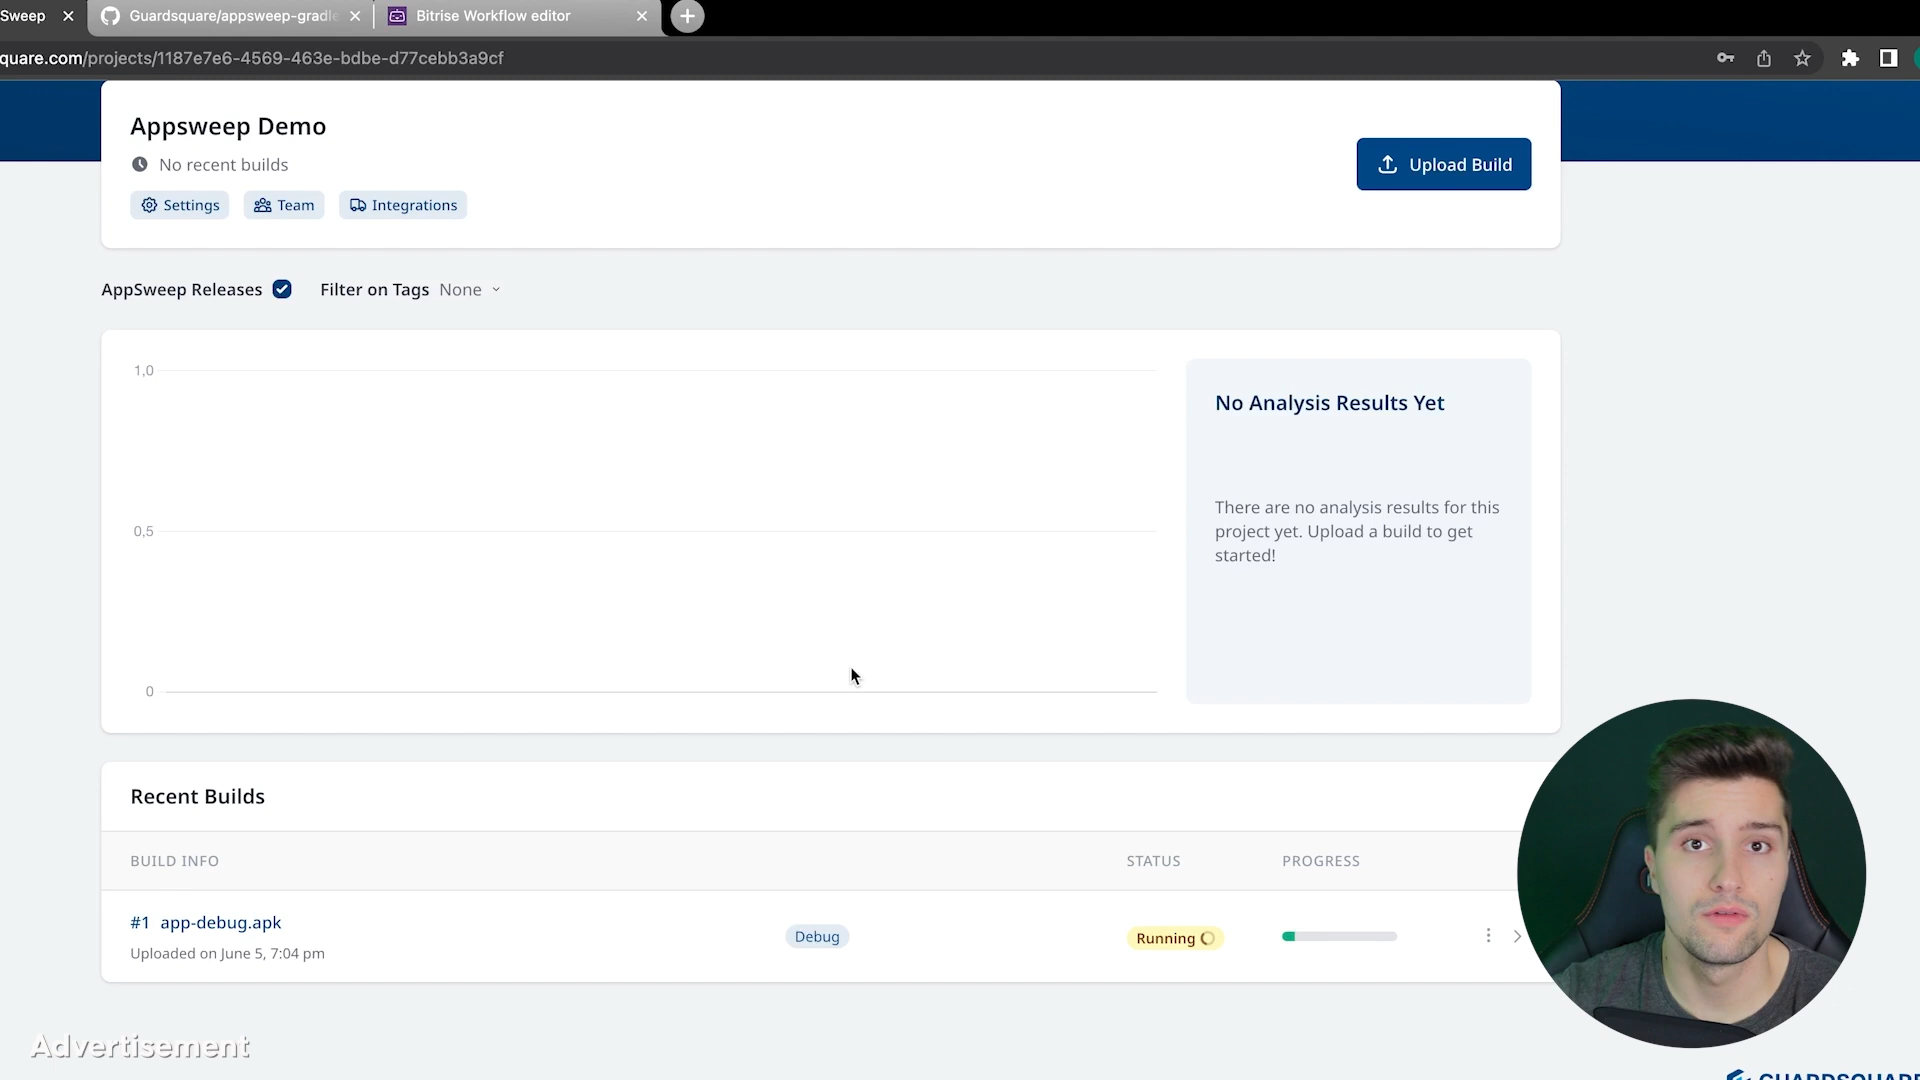 Sweep
Guardsquare/appsweep-gradle
Bitrise Workflow editor
quare.com/projects/1187e7e6-4569-463e-bdbe-d77cebb3a9cf
Appsweep Demo
No recent builds
Upload Build
Settings
Team
Integrations
AppSweep Releases
Filter on Tags None
1,0
0,5
0
No Analysis Results Yet
There are no analysis results for this
project yet. Upload a build to get
started!
Recent Builds
BUILD INFO
STATUS
PROGRESS
#1 app-debug.apk
Uploaded on June 5, 7:04 pm
Debug
Running
Advertisement
GUARDSQUARE